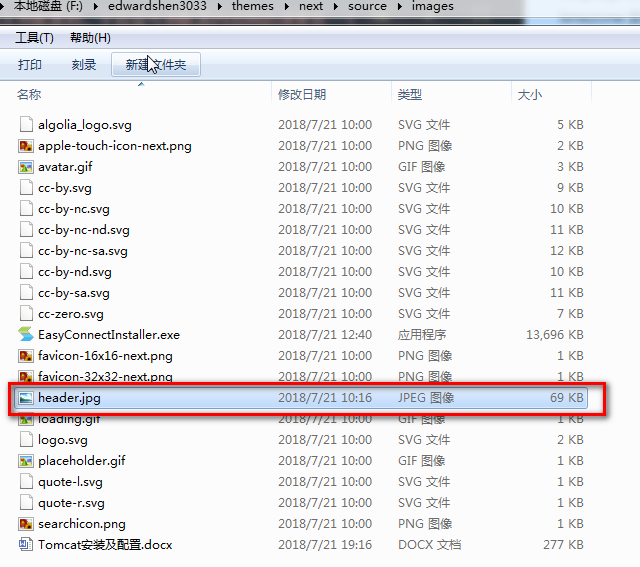 本地磁盘 (F:) edwardshen3033 themes next source images
工具(T) 帮助(H)
打印 刻录 新建文件夹
名称 修改日期 类型 大小
algolia_logo.svg 2018/7/21 10:00 SVG 文件 5 KB
apple-touch-icon-next.png 2018/7/21 10:00 PNG 图像 2 KB
avatar.gif 2018/7/21 10:00 GIF 图像 3 KB
cc-by.svg 2018/7/21 10:00 SVG 文件 9 KB
cc-by-nc.svg 2018/7/21 10:00 SVG 文件 10 KB
cc-by-nc-nd.svg 2018/7/21 10:00 SVG 文件 11 KB
cc-by-nc-sa.svg 2018/7/21 10:00 SVG 文件 12 KB
cc-by-nd.svg 2018/7/21 10:00 SVG 文件 10 KB
cc-by-sa.svg 2018/7/21 10:00 SVG 文件 11 KB
cc-zero.svg 2018/7/21 10:00 SVG 文件 7 KB
EasyConnectInstaller.exe 2018/7/21 12:40 应用程序 13,696 KB
favicon-16x16-next.png 2018/7/21 10:00 PNG 图像 1 KB
favicon-32x32-next.png 2018/7/21 10:00 PNG 图像 1 KB
header.jpg 2018/7/21 10:16 JPEG 图像 69 KB
loading.gif 2018/7/21 10:00 GIF 图像 1 KB
logo.svg 2018/7/21 10:00 SVG 文件 2 KB
placeholder.gif 2018/7/21 10:00 GIF 图像 1 KB
quote-l.svg 2018/7/21 10:00 SVG 文件 1 KB
quote-r.svg 2018/7/21 10:00 SVG 文件 1 KB
searchicon.png 2018/7/21 10:00 PNG 图像 1 KB
Tomcat安装及配置.docx 2018/7/21 19:16 DOCX 文档 277 KB